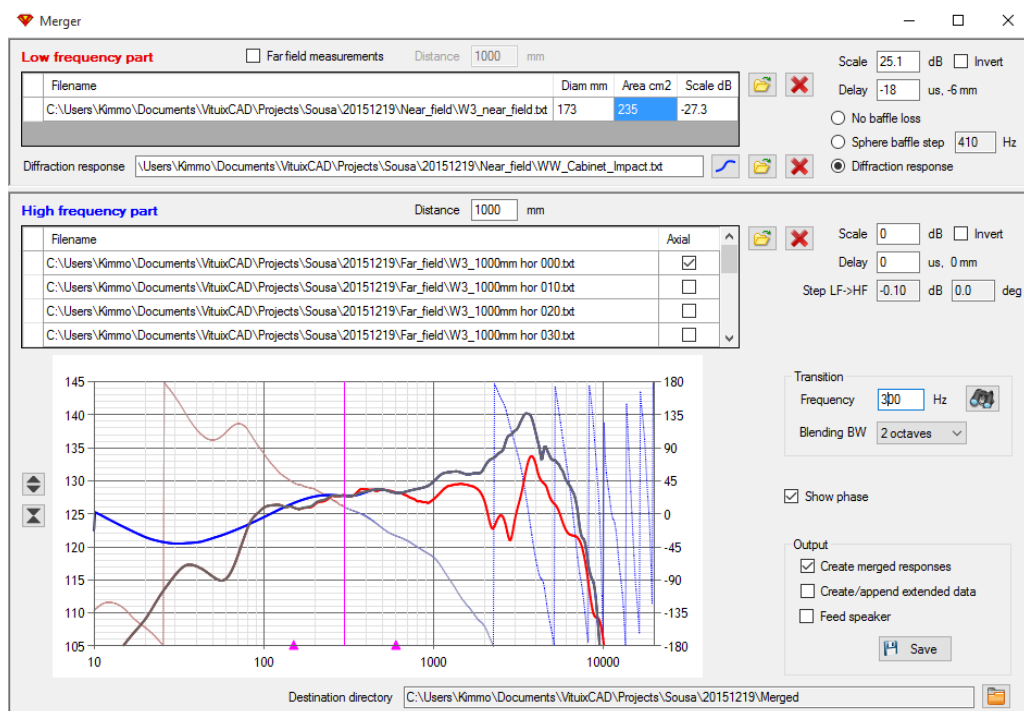 Merger
Low frequency part
Far field measurements Distance 1000 mm
Scale 25.1 dB Invert
Filename Diam mm Area cm2 Scale dB
C:\Users\Kimmo\Documents\VituixCAD\Projects\Sousa\20151219\Near_field\W3_near_field.txt 173 235 -27.3
Delay -18 us, -6 mm
No baffle loss
Sphere baffle step 410 Hz
Diffraction response \Users\Kimmo\Documents\VituixCAD\Projects\Sousa\20151219\Near_field\WW_Cabinet_Impact.txt
Diffraction response
High frequency part Distance 1000 mm
Filename Axial
Scale 0 dB Invert
C:\Users\Kimmo\Documents\VituixCAD\Projects\Sousa\20151219\Far_field\W3_1000mm hor 000.txt
Delay 0 us, 0 mm
C:\Users\Kimmo\Documents\VituixCAD\Projects\Sousa\20151219\Far_field\W3_1000mm hor 010.txt
Step LF->HF -0.10 dB 0.0 deg
C:\Users\Kimmo\Documents\VituixCAD\Projects\Sousa\20151219\Far_field\W3_1000mm hor 020.txt
C:\Users\Kimmo\Documents\VituixCAD\Projects\Sousa\20151219\Far_field\W3_1000mm hor 030.txt
145 180
140 135
135 90
130 45
125 0
120 -45
115 -90
110 -135
105 -180
10 100 1000 10000
Transition
Frequency 300 Hz
Blending BW 2 octaves
Show phase
Output
Create merged responses
Create/append extended data
Feed speaker
Save
Destination directory C:\Users\Kimmo\Documents\VituixCAD\Projects\Sousa\20151219\Merged